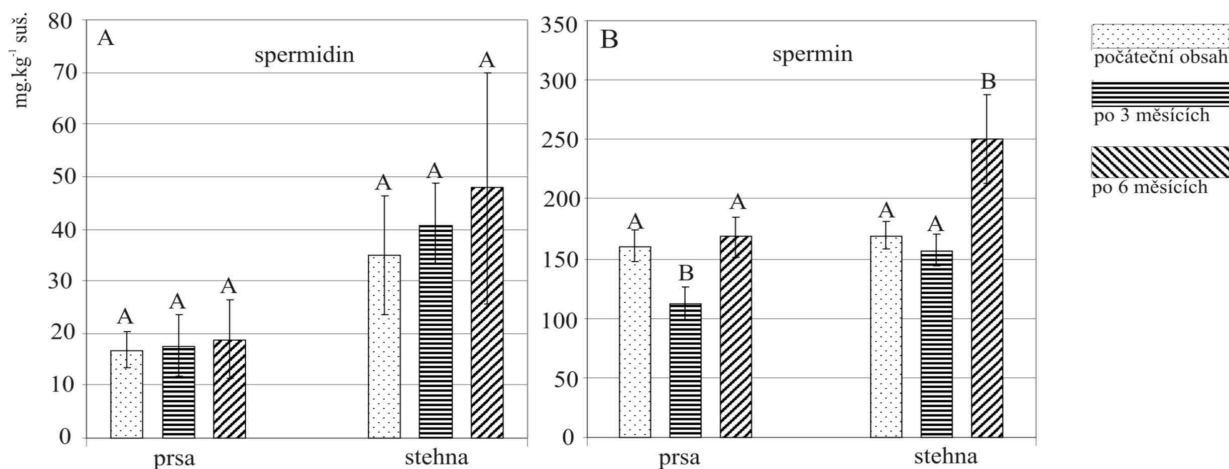 mg.kg⁻¹ suš.
A
spermidin
80
70
60
50
40
30
20
10
0
A
A
A
A
A
A
prsa
stehna
B
spermin
350
300
250
200
150
100
50
0
A
B
A
A
A
B
prsa
stehna
počáteční obsah
po 3 měsících
po 6 měsících